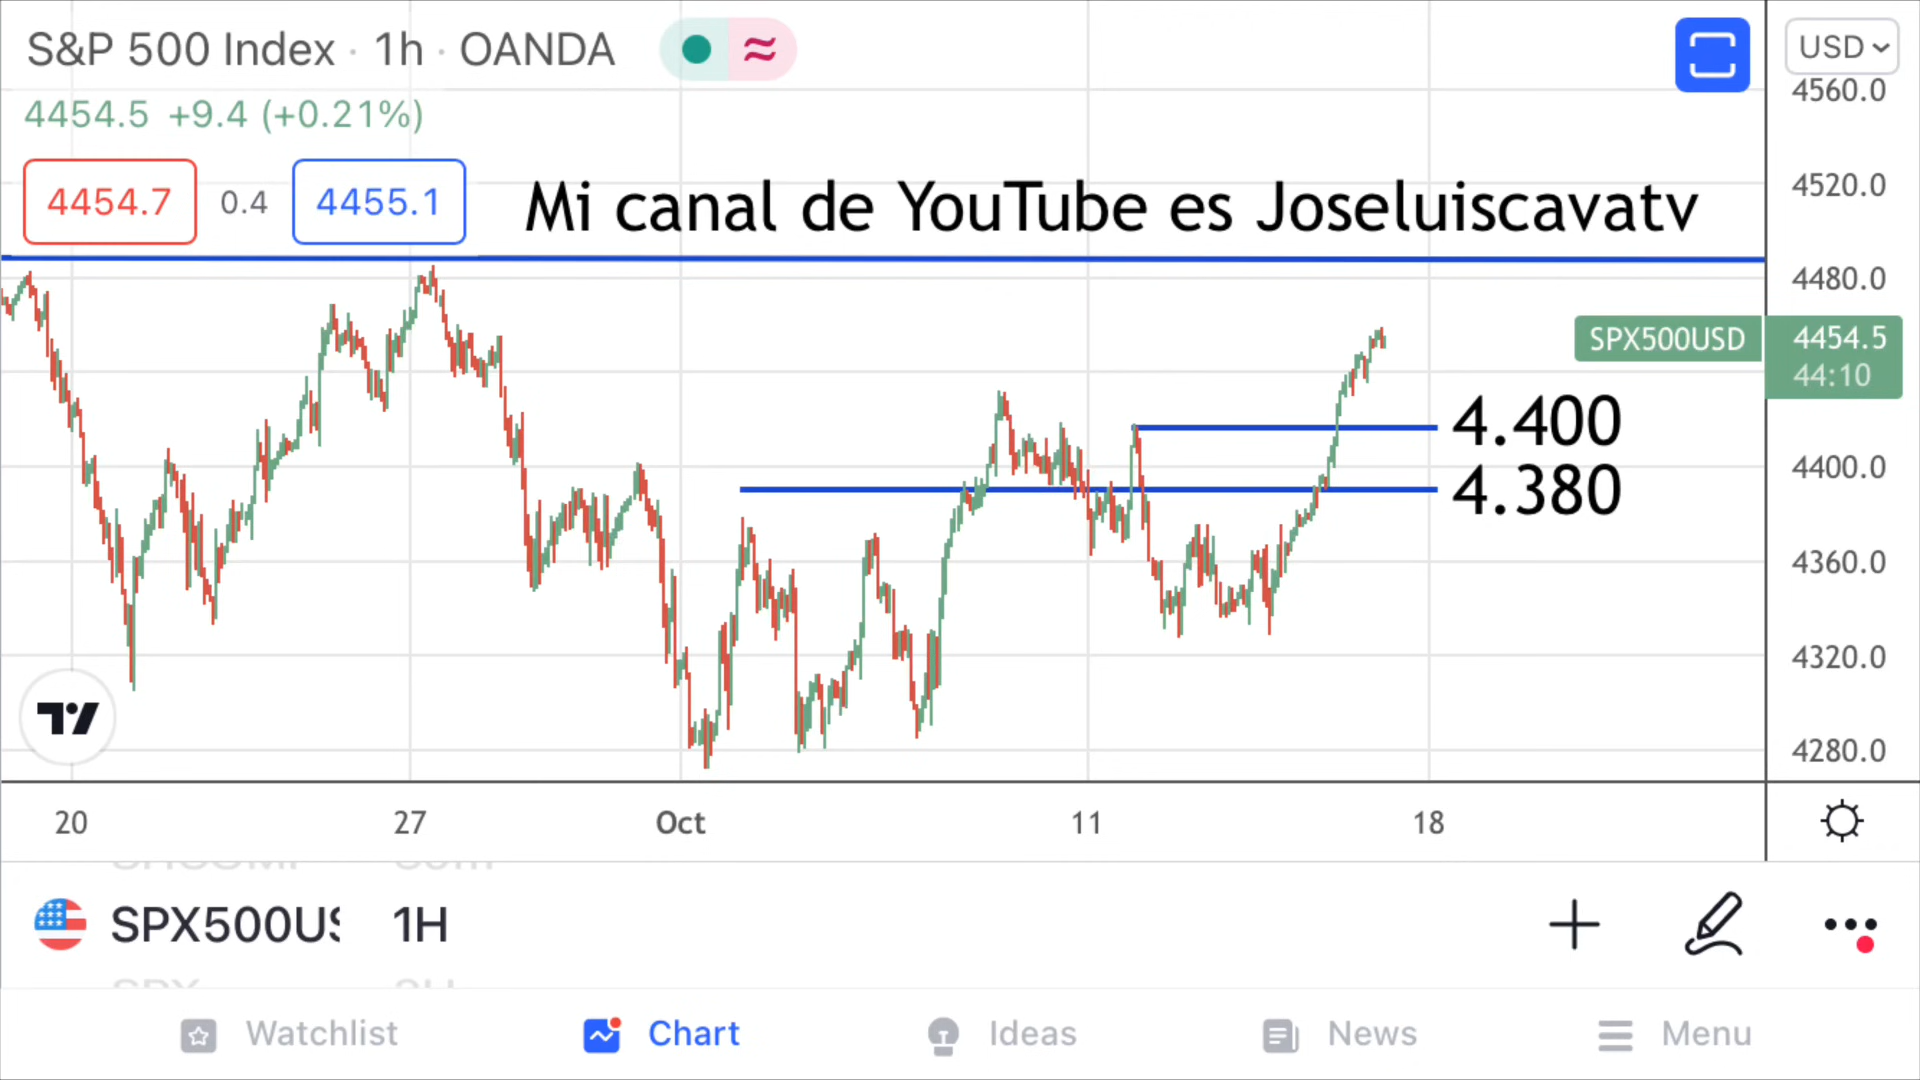 S&P 500 Index · 1h · OANDA
USD
4454.5 +9.4 (+0.21%)
4454.7 0.4 4455.1
Mi canal de YouTube es Joseluiscavatv
4560.0
4520.0
4480.0
SPX500USD 4454.5
44:10
4.400
4.380
4400.0
4360.0
4320.0
4280.0
20 27 Oct 11 18
SPX500US 1H
Watchlist Chart Ideas News Menu